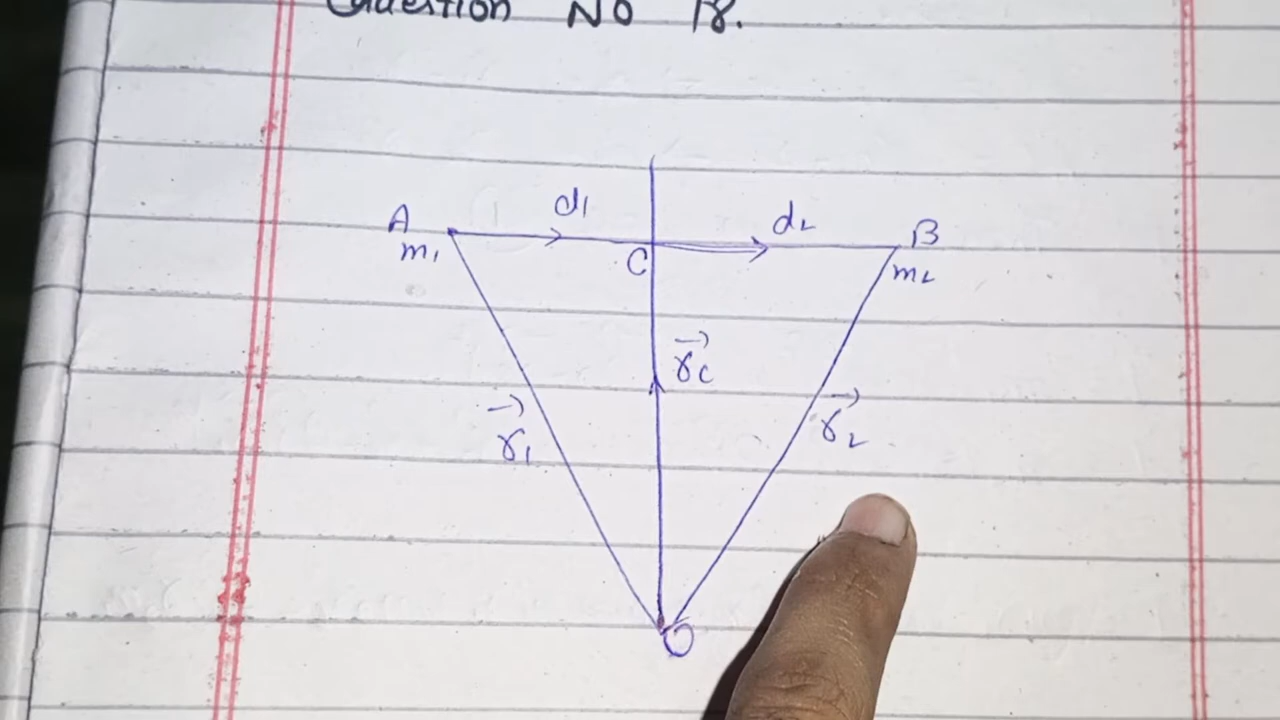 Question No 18.
d₁
d₂
A
B
m₁
C
m₂
r⃗c
r⃗₁
r⃗₂
O